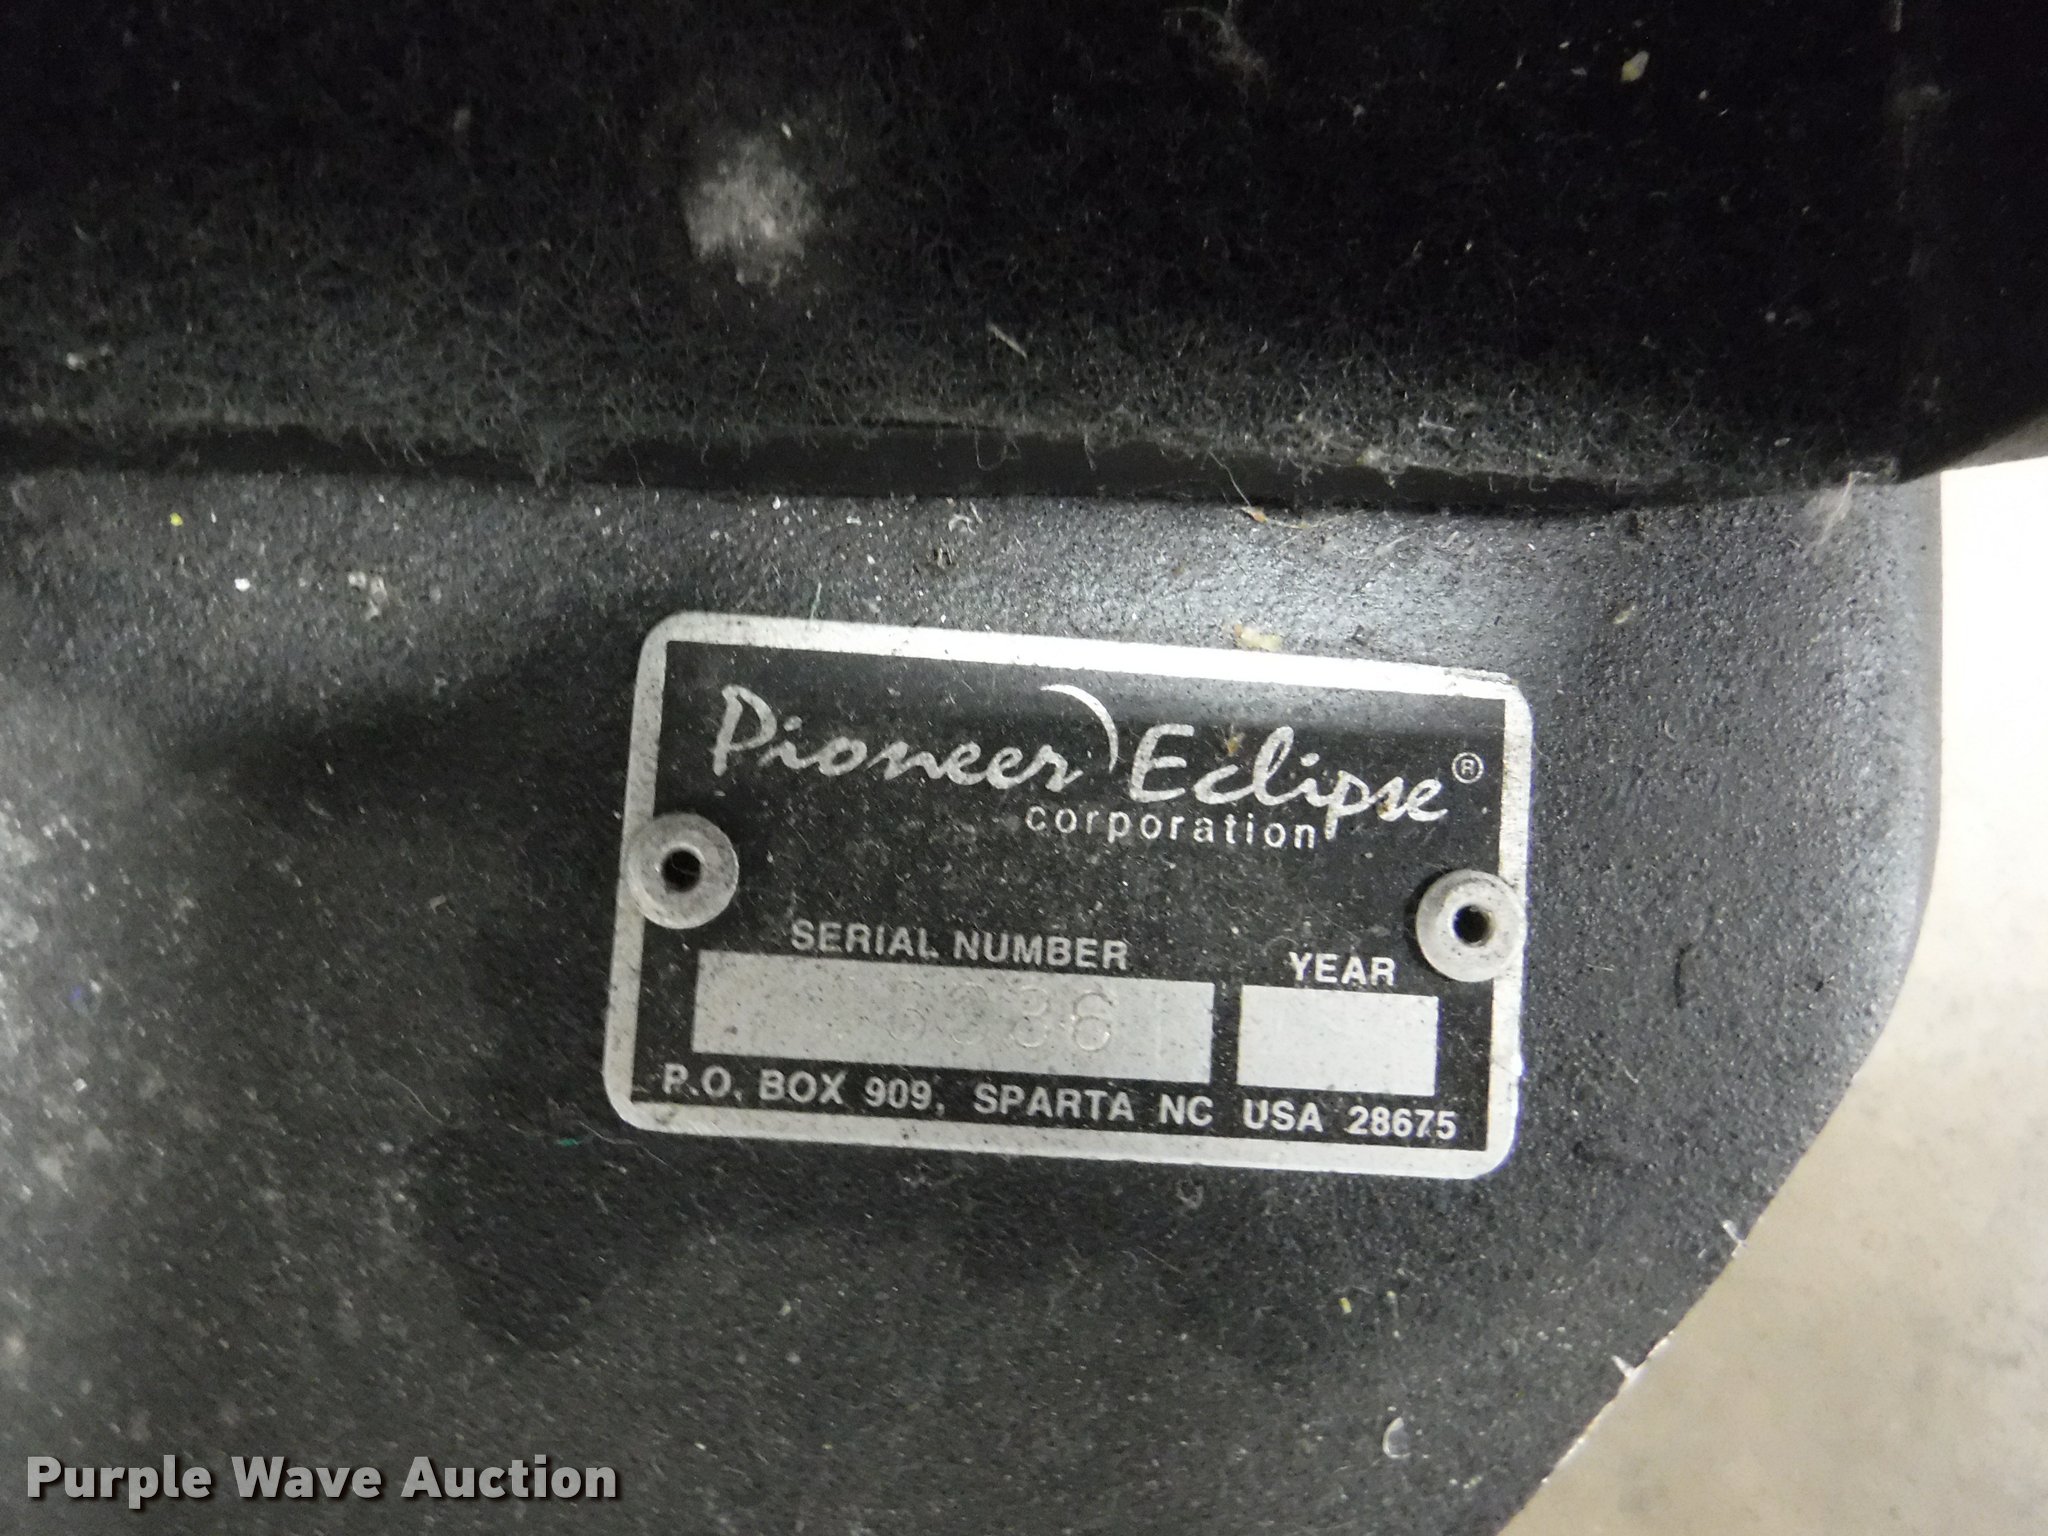 Pioneer Eclipse®
corporation
SERIAL NUMBER
YEAR
P.O. BOX 909, SPARTA NC USA 28675
Purple Wave Auction